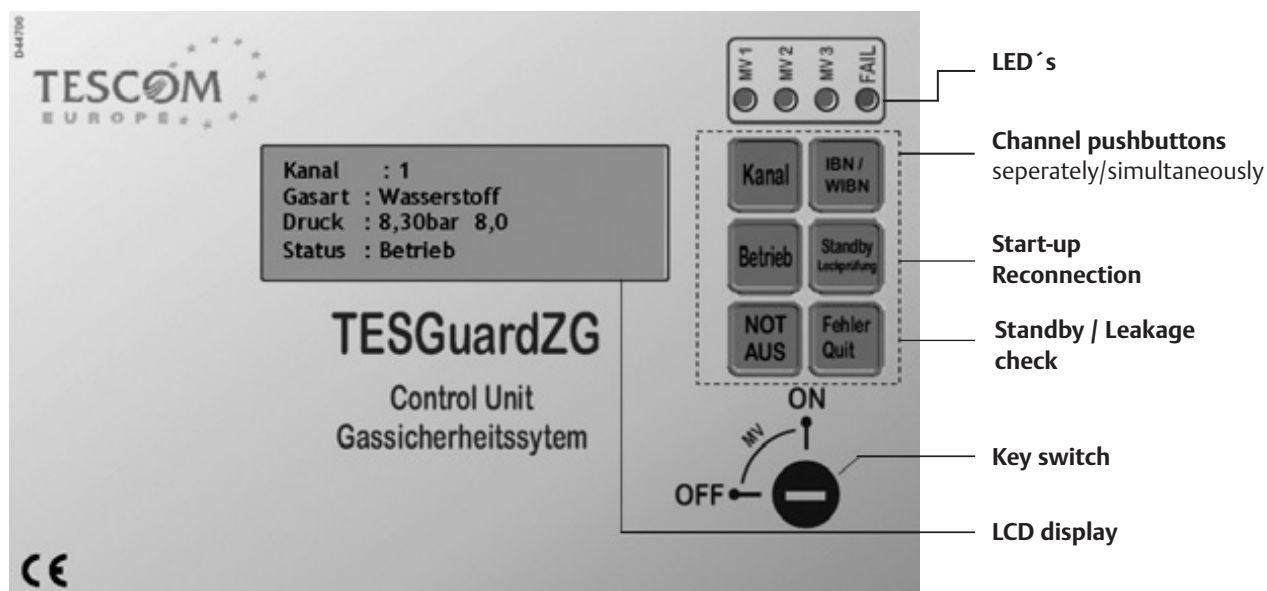 D44700
TESCOM
EUROPE
MV 1
MV 2
MV 3
FAIL
LED´s
Channel pushbuttons
seperately/simultaneously
Kanal
IBN /
WIBN
Kanal : 1
Gasart : Wasserstoff
Druck : 8,30bar 8,0
Status : Betrieb
Betrieb
Standby
Leckprüfung
Start-up
Reconnection
NOT
AUS
Fehler
Quit
Standby / Leakage
check
TESGuardZG
Control Unit
Gassicherheitssytem
ON
MV
OFF
Key switch
LCD display
CE